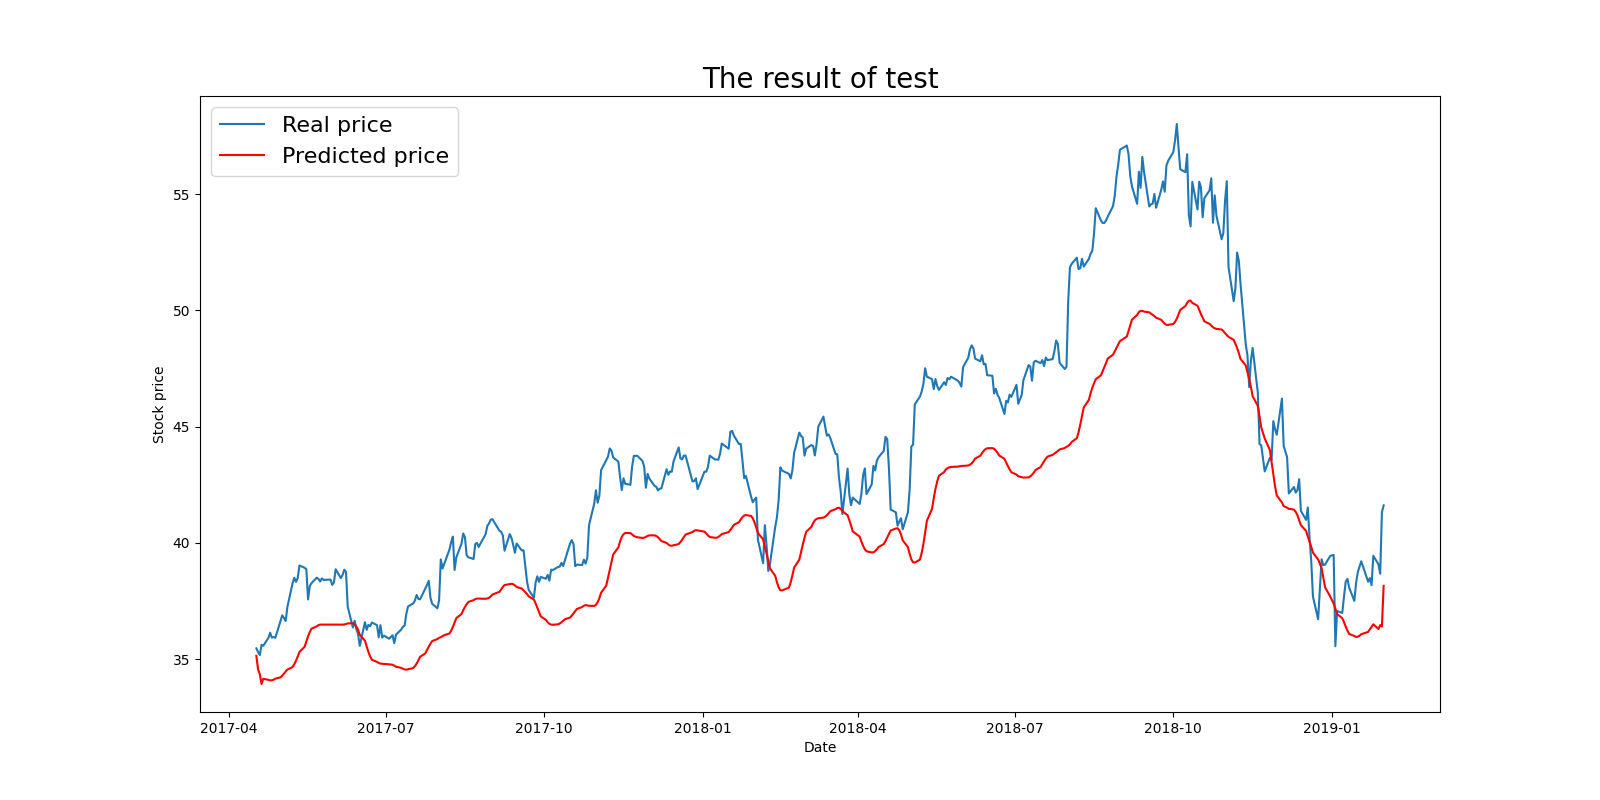 The result of test
Real price
Predicted price
55
50
45
40
35
Stock price
2017-04 2017-07 2017-10 2018-01 2018-04 2018-07 2018-10 2019-01
Date